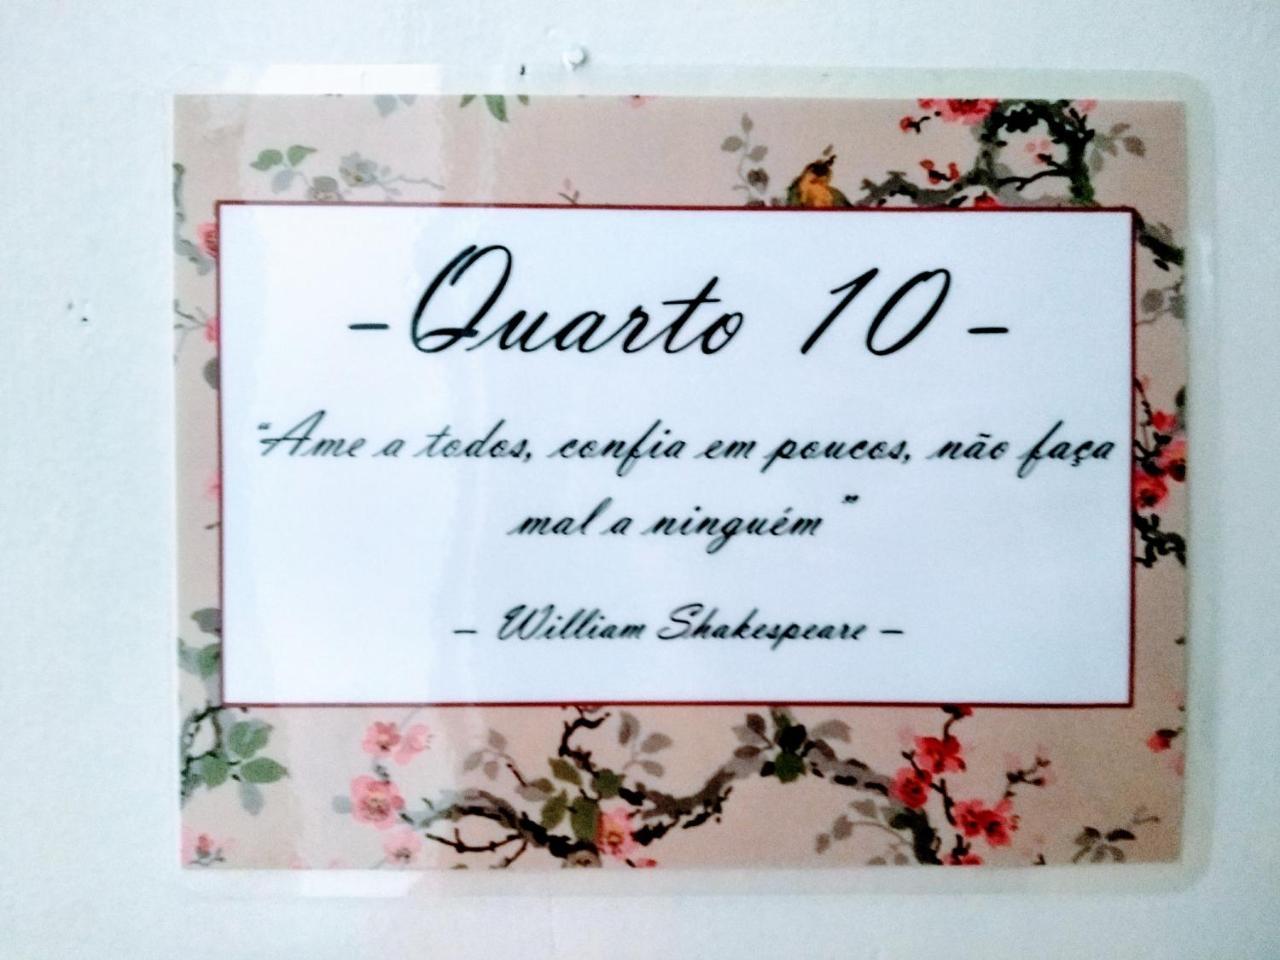 -Quarto 10-
"Ame a todos, confia em poucos, não faça
mal a ninguém"
- William Shakespeare -